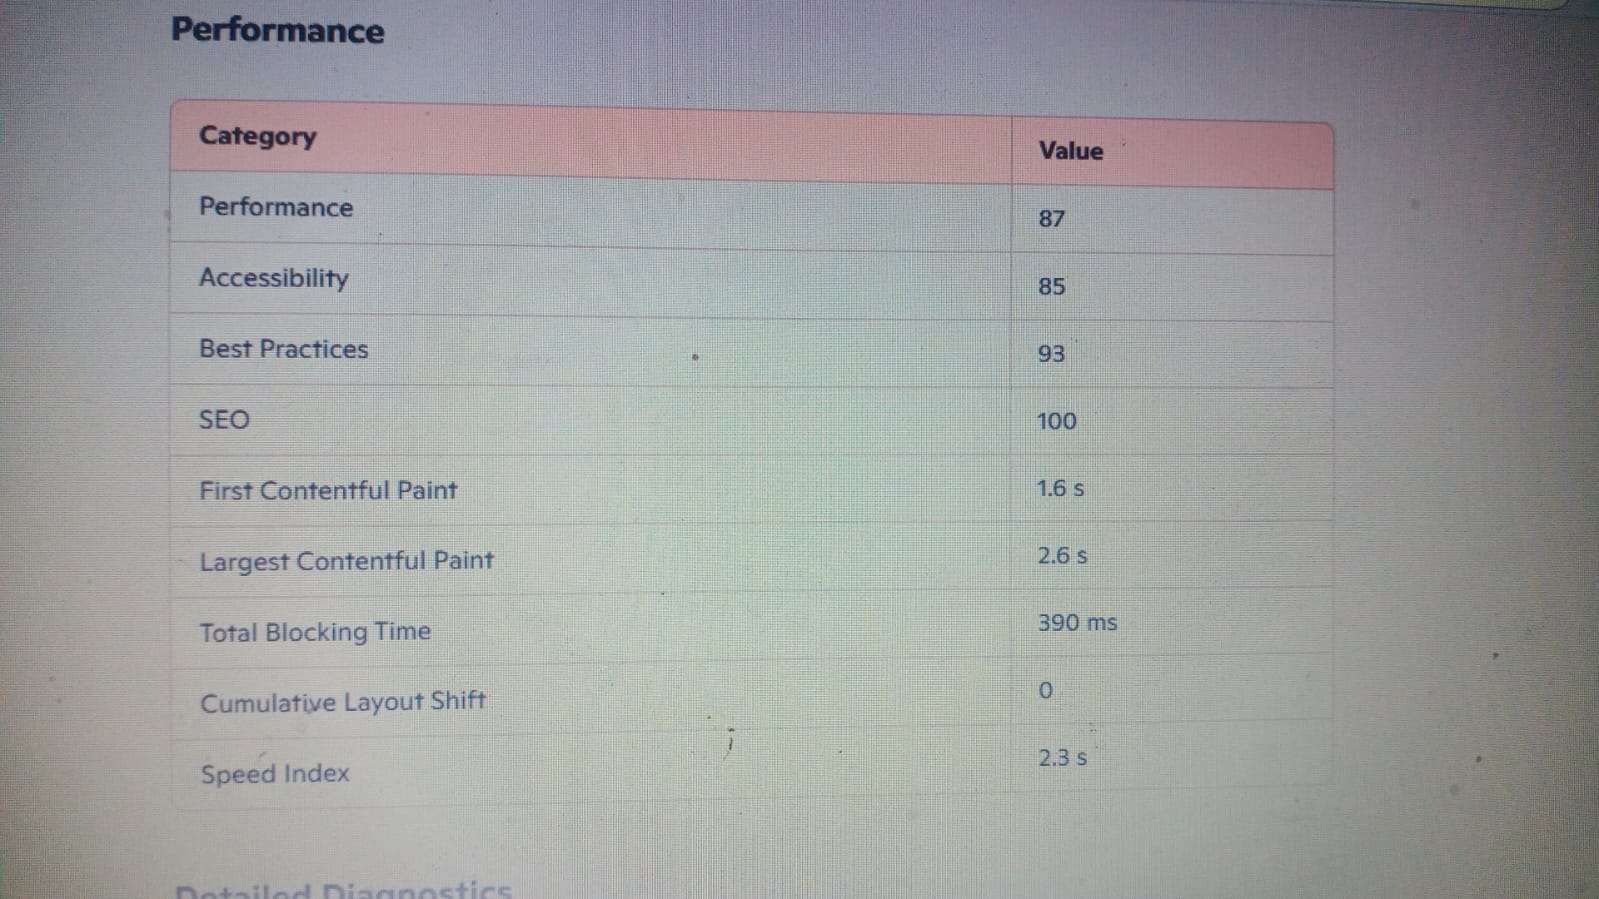 Performance
Category Value
Performance 87
Accessibility 85
Best Practices 93
SEO 100
First Contentful Paint 1.6 s
Largest Contentful Paint 2.6 s
Total Blocking Time 390 ms
Cumulative Layout Shift 0
Speed Index 2.3 s
Detailed Diagnostics